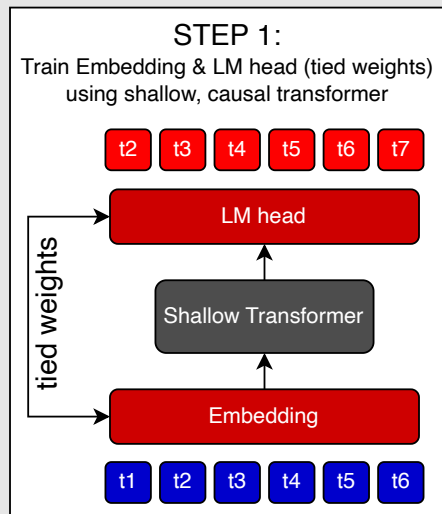 STEP 1:
Train Embedding & LM head (tied weights)
using shallow, causal transformer
t2 t3 t4 t5 t6 t7
LM head
tied weights
Shallow Transformer
Embedding
t1 t2 t3 t4 t5 t6